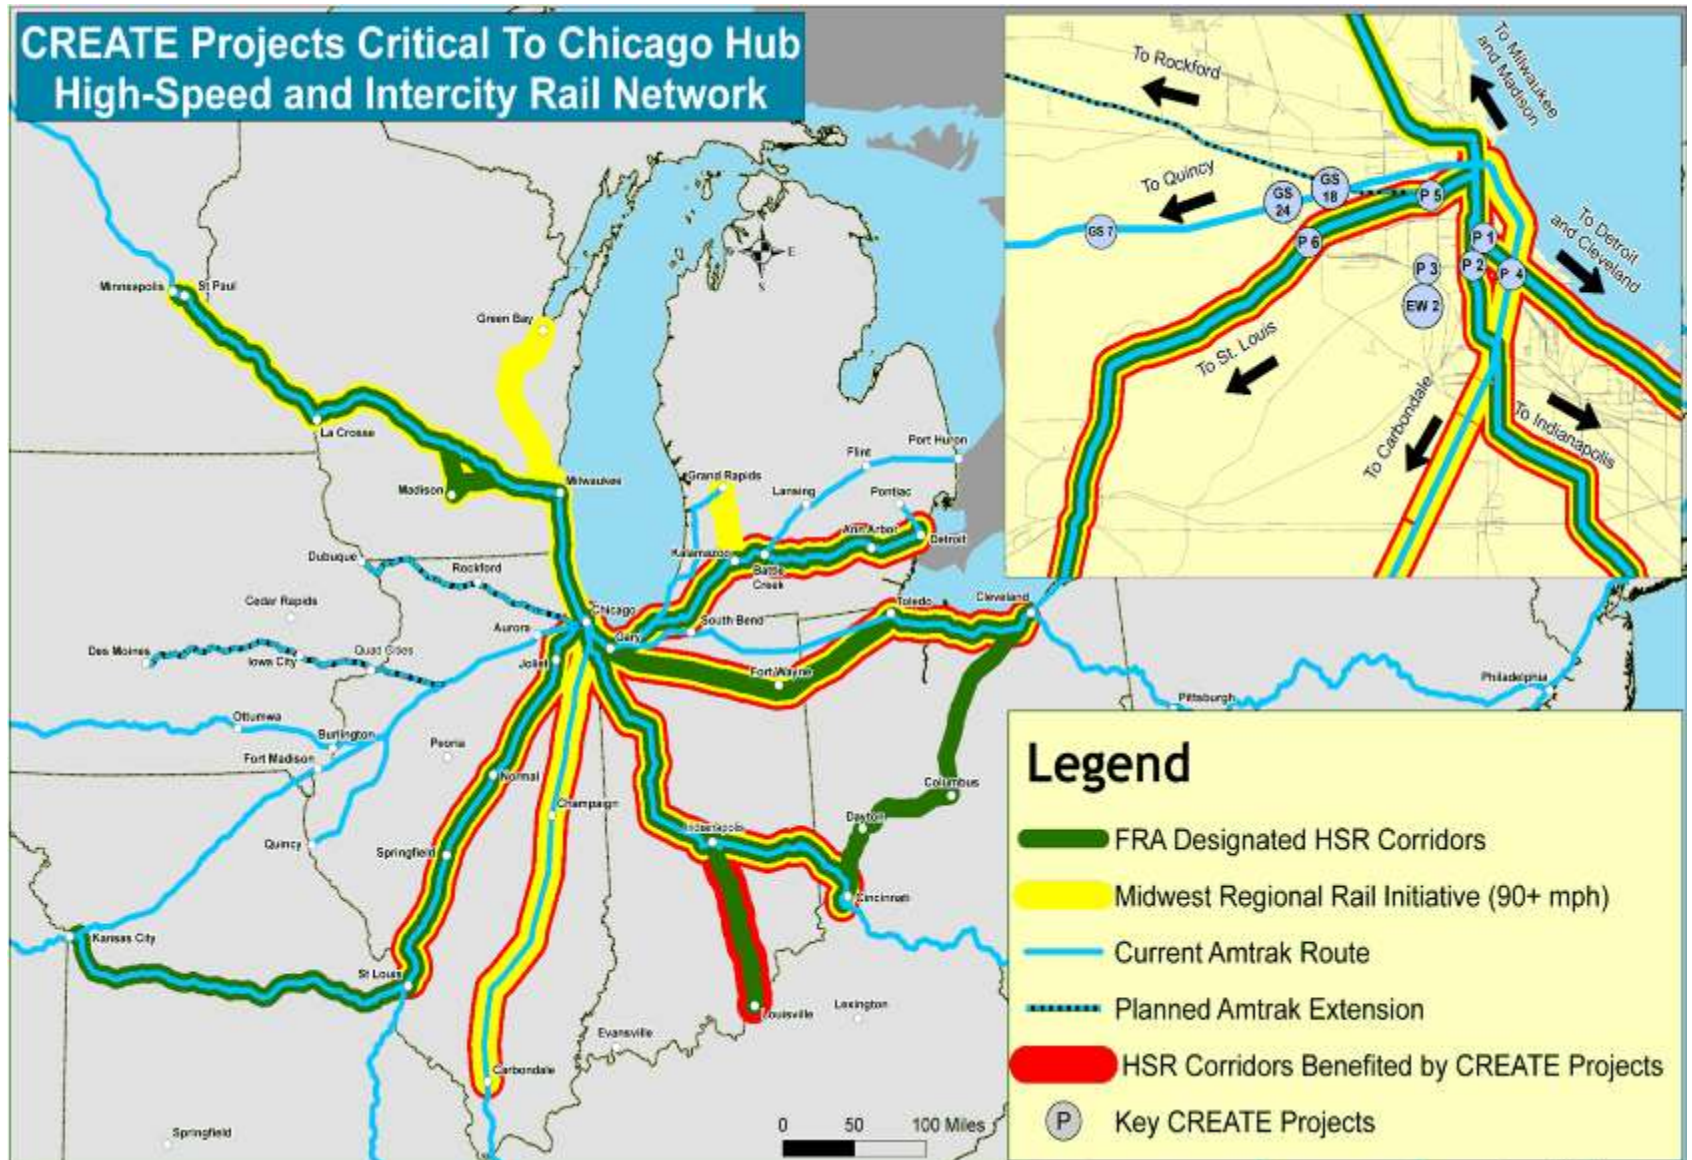 CREATE Projects Critical To Chicago Hub
High-Speed and Intercity Rail Network
To Rockford
To Milwaukee
and Madison
To Quincy
GS
18
GS
24
P 5
GS 7
P 6
P 1
P 2
P 3
P 4
EW 2
To Detroit
and Cleveland
To St. Louis
To Carbondale
To Indianapolis
E
S
Minneapolis
St Paul
Green Bay
La Crosse
Madison
Milwaukee
Grand Rapids
Lansing
Flint
Port Huron
Pontiac
Ann Arbor
Detroit
Kalamazoo
Battle
Creek
Dubuque
Rockford
Cedar Rapids
Chicago
Aurora
Gary
South Bend
Toledo
Cleveland
Des Moines
Iowa City
Quad Cities
Joliet
Fort Wayne
Pittsburgh
Philadelphia
Ottumwa
Burlington
Fort Madison
Peoria
Normal
Champaign
Columbus
Dayton
Quincy
Springfield
Indianapolis
Cincinnati
Kansas City
St Louis
Louisville
Lexington
Evansville
Carbondale
Springfield
0 50 100 Miles
Legend
FRA Designated HSR Corridors
Midwest Regional Rail Initiative (90+ mph)
Current Amtrak Route
Planned Amtrak Extension
HSR Corridors Benefited by CREATE Projects
P Key CREATE Projects